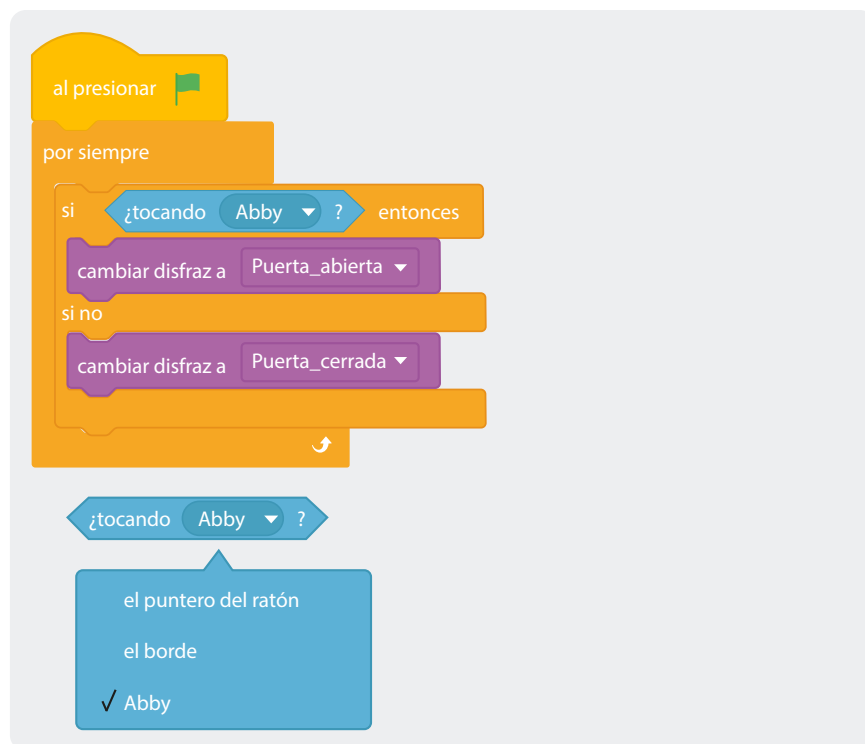 al presionar
por siempre
si ¿tocando Abby ? entonces
cambiar disfraz a Puerta_abierta
si no
cambiar disfraz a Puerta_cerrada
¿tocando Abby ?
el puntero del ratón
el borde
Abby